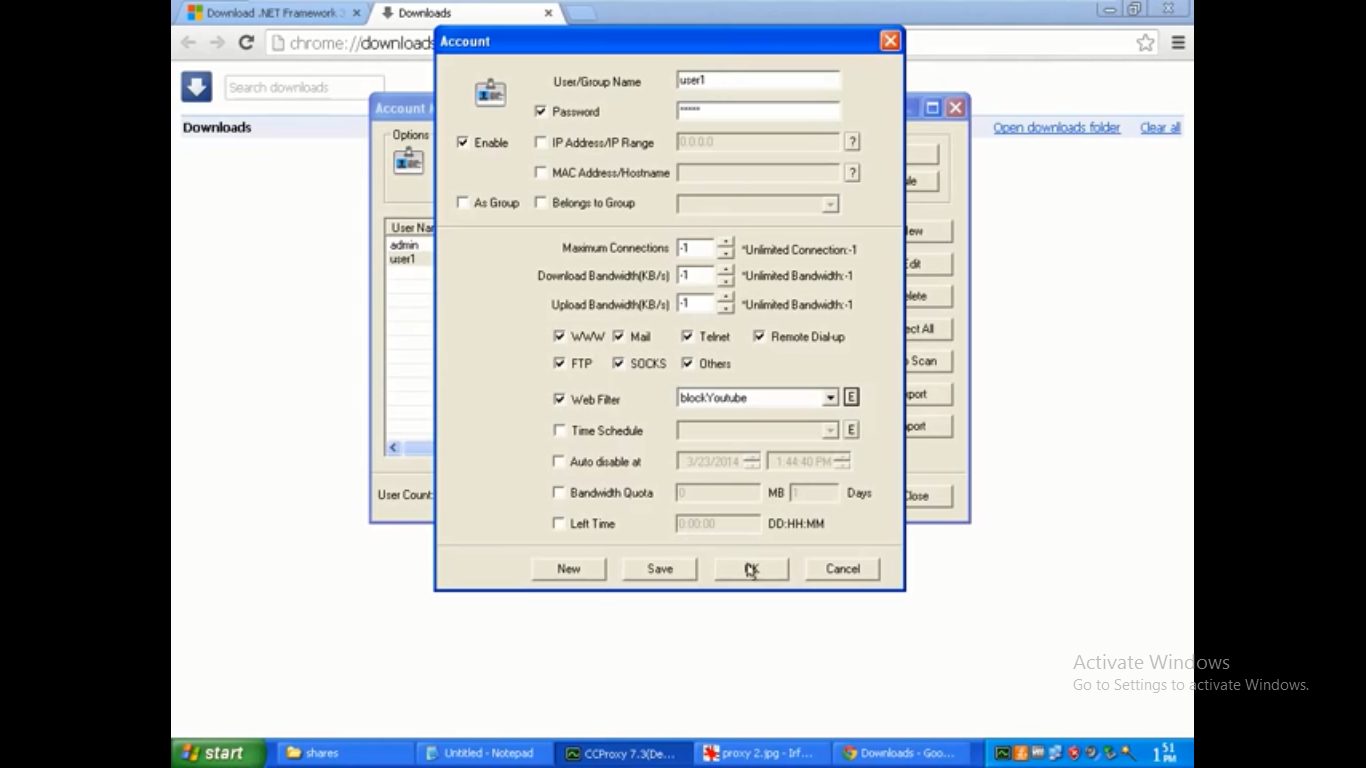 Download .NET Framework 3
Downloads
chrome://downloads
Search downloads
Downloads
Open downloads folder
Clear all
Account
Options
User Name
admin
user1
User Count:
Account
User/Group Name
user1
Password
*****
Enable
IP Address/IP Range
0.0.0.0
?
MAC Address/Hostname
?
As Group
Belongs to Group
Maximum Connections
-1
*Unlimited Connection:-1
Download Bandwidth(KB/s)
-1
*Unlimited Bandwidth:-1
Upload Bandwidth(KB/s)
-1
*Unlimited Bandwidth:-1
WWW
Mail
Telnet
Remote Dial-up
FTP
SOCKS
Others
Web Filter
blockYoutube
E
Time Schedule
E
Auto disable at
3/23/2014
1:44:40 PM
Bandwidth Quota
0
MB
1
Days
Left Time
0:00:00
DD:HH:MM
New
Save
OK
Cancel
Activate Windows
Go to Settings to activate Windows.
start
shares
Untitled - Notepad
CCProxy 7.3(De...
proxy 2.jpg - Irf...
Downloads - Goo...
1:51
PM